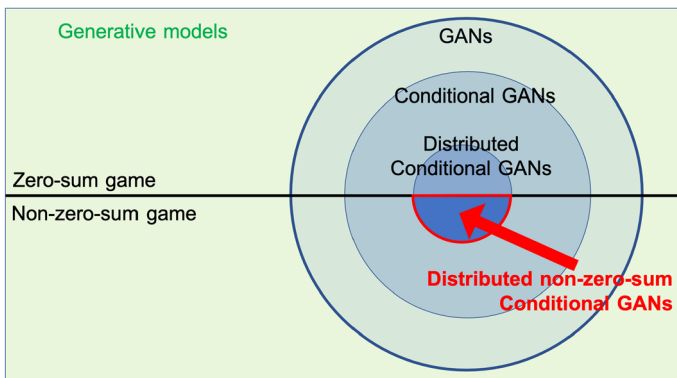 Generative models
GANs
Conditional GANs
Distributed
Conditional GANs
Zero-sum game
Non-zero-sum game
Distributed non-zero-sum
Conditional GANs